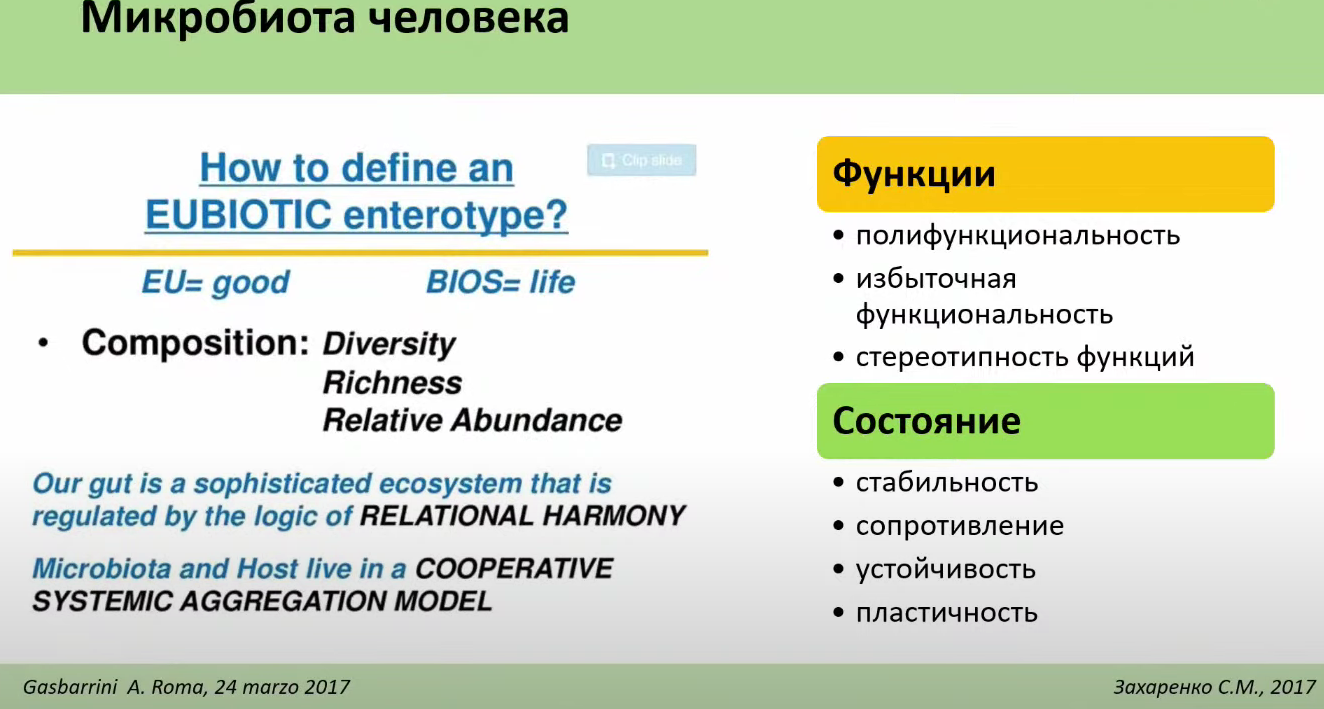 Микробиота человека
How to define an
EUBIOTIC enterotype?
Clip slide
EU= good BIOS= life
• Composition: Diversity
Richness
Relative Abundance
Our gut is a sophisticated ecosystem that is
regulated by the logic of RELATIONAL HARMONY
Microbiota and Host live in a COOPERATIVE
SYSTEMIC AGGREGATION MODEL
Функции
• полифункциональность
• избыточная
функциональность
• стереотипность функций
Состояние
• стабильность
• сопротивление
• устойчивость
• пластичность
Gasbarrini A. Roma, 24 marzo 2017
Захаренко С.М., 2017